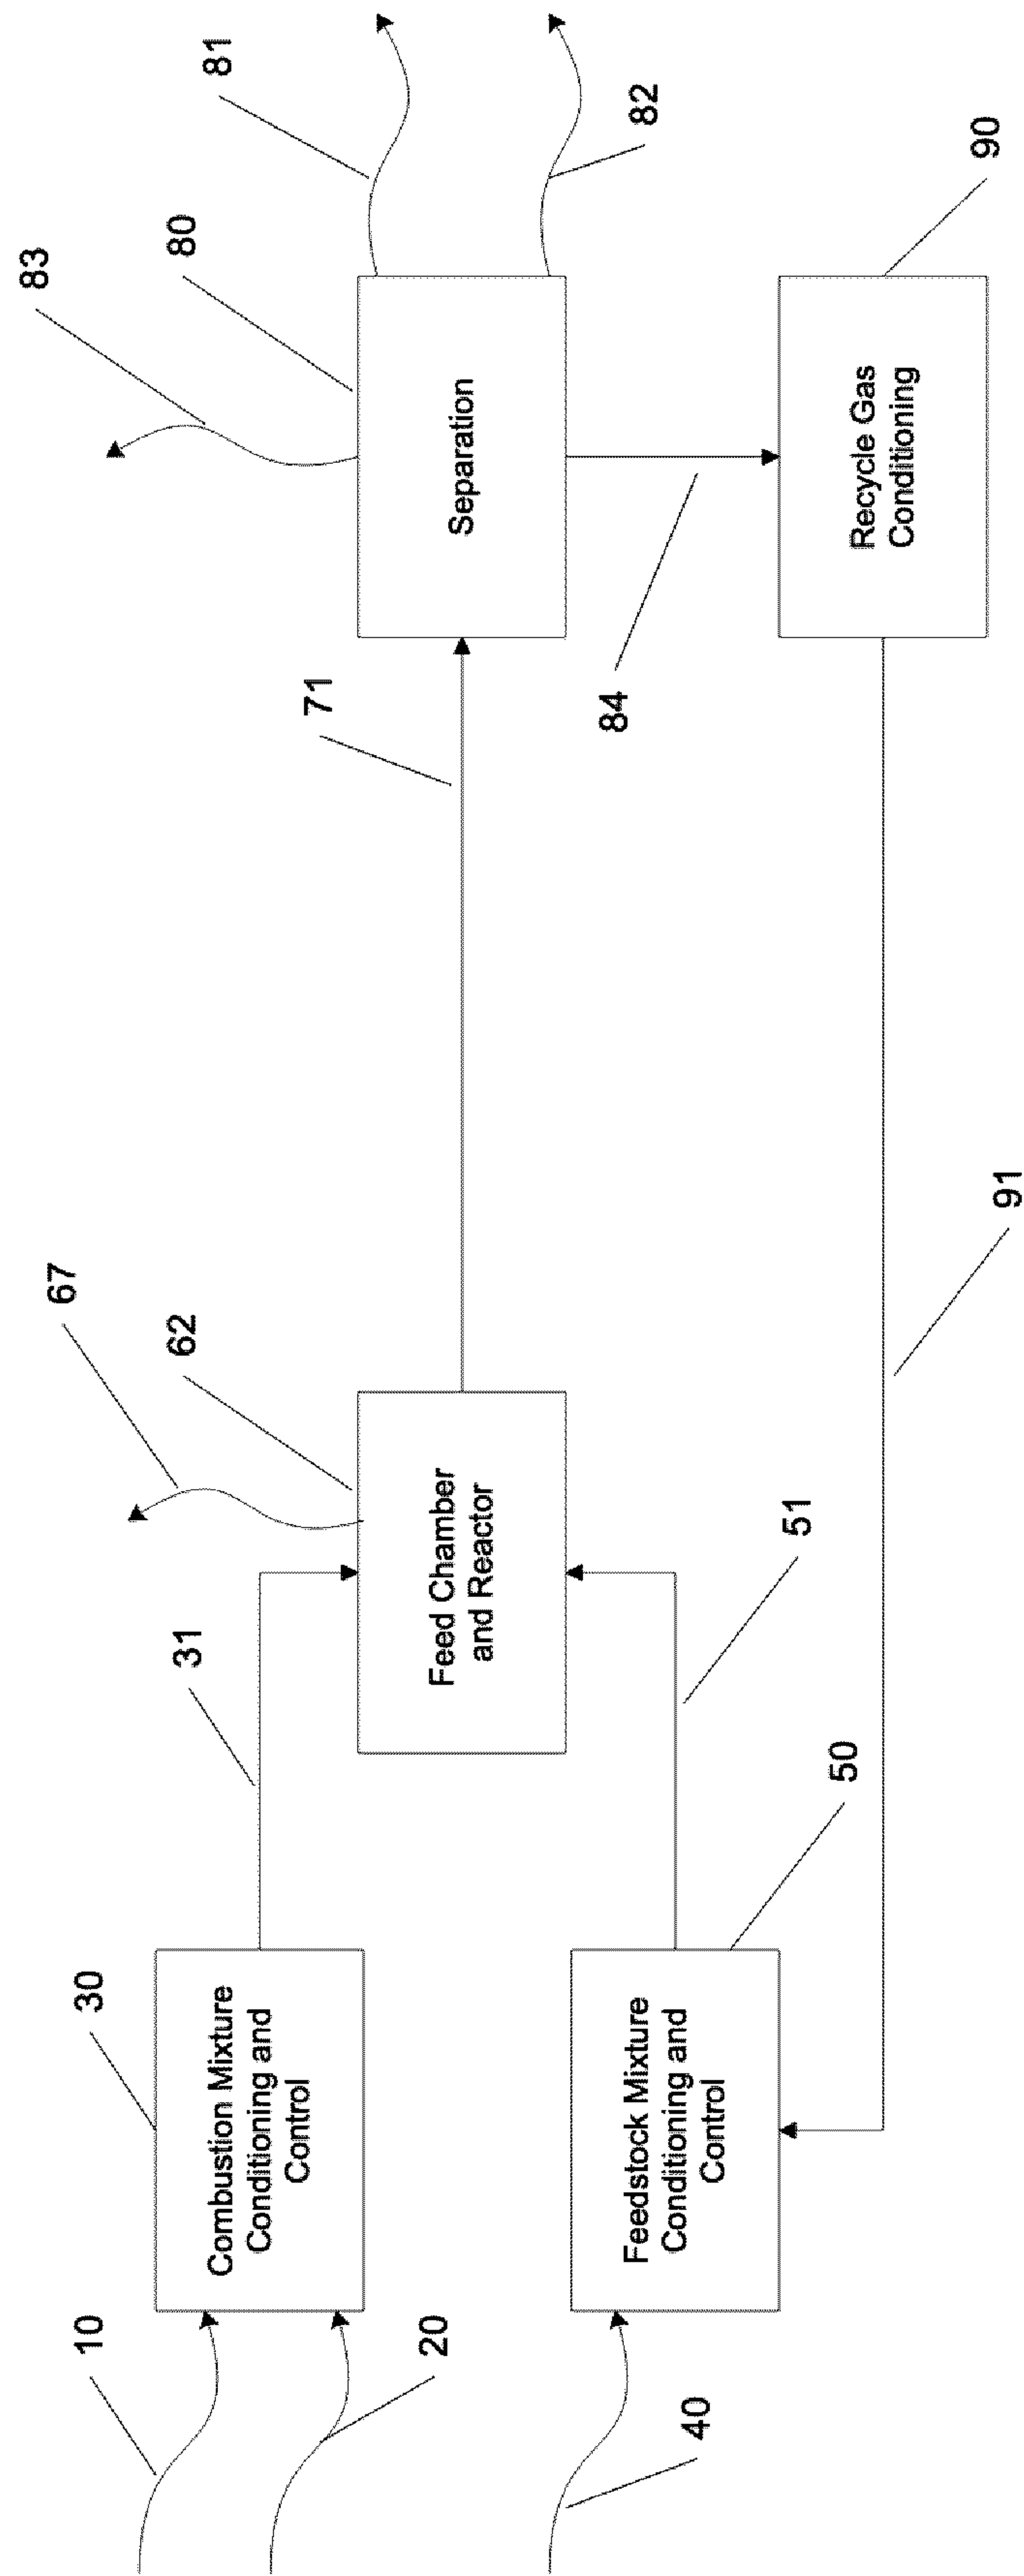 10
20
30
Combustion Mixture
Conditioning and
Control
31
40
50
Feedstock Mixture
Conditioning and
Control
51
67
62
Feed Chamber
and Reactor
71
83
80
Separation
81
82
84
90
Recycle Gas
Conditioning
91